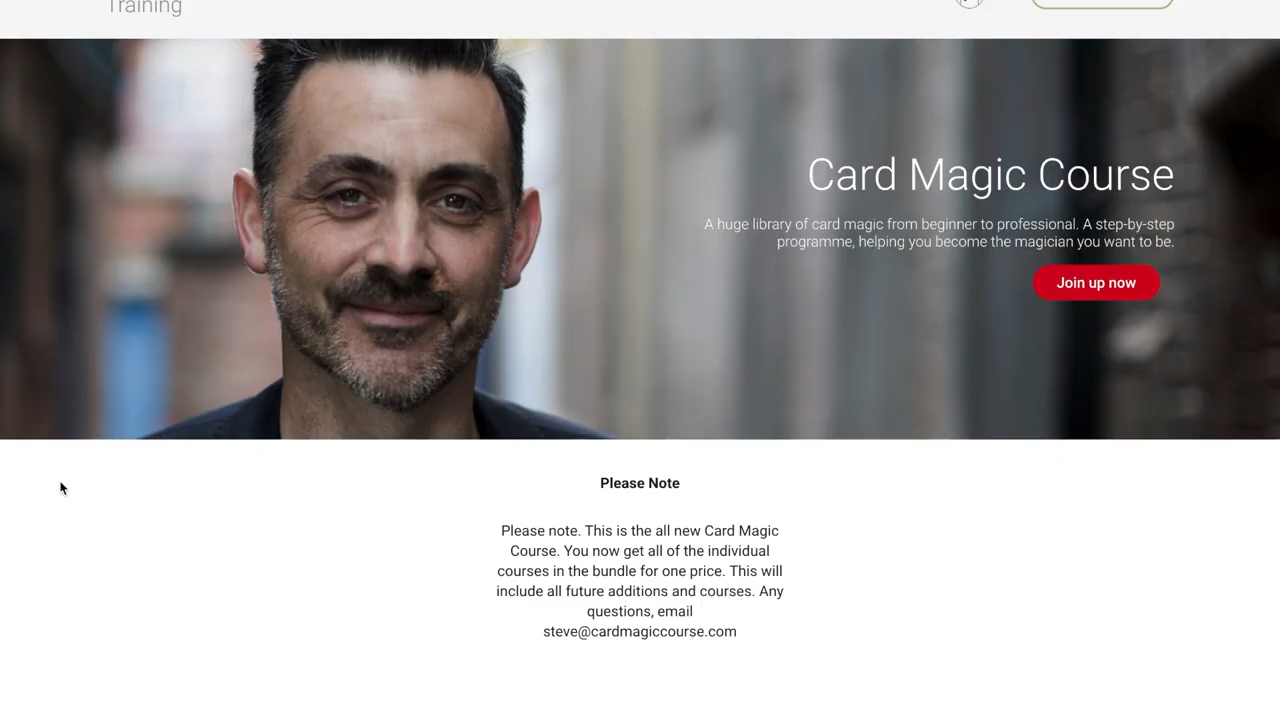 Training
Card Magic Course
A huge library of card magic from beginner to professional. A step-by-step
programme, helping you become the magician you want to be.
Join up now
Please Note
Please note. This is the all new Card Magic
Course. You now get all of the individual
courses in the bundle for one price. This will
include all future additions and courses. Any
questions, email
steve@cardmagiccourse.com